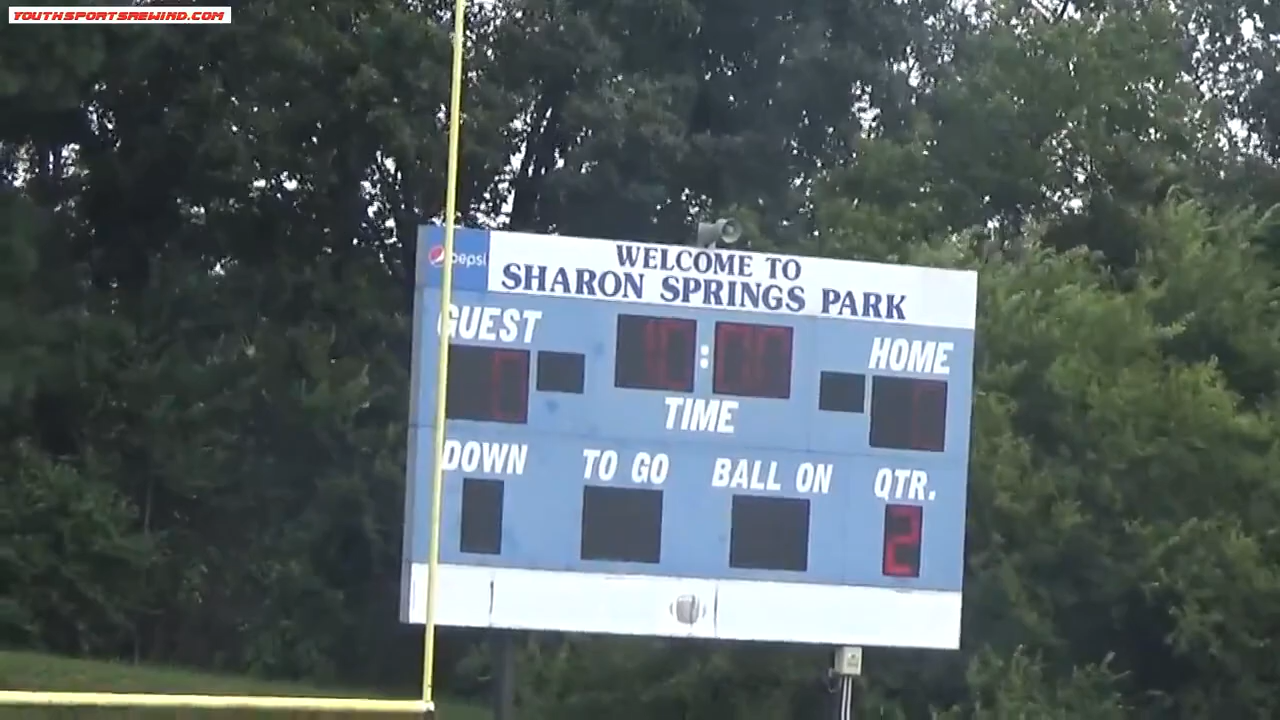 YOUTHSPORTSREWIND.COM
pepsi
WELCOME TO
SHARON SPRINGS PARK
GUEST
HOME
10:00
0
0
TIME
DOWN
TO GO
BALL ON
QTR.
2